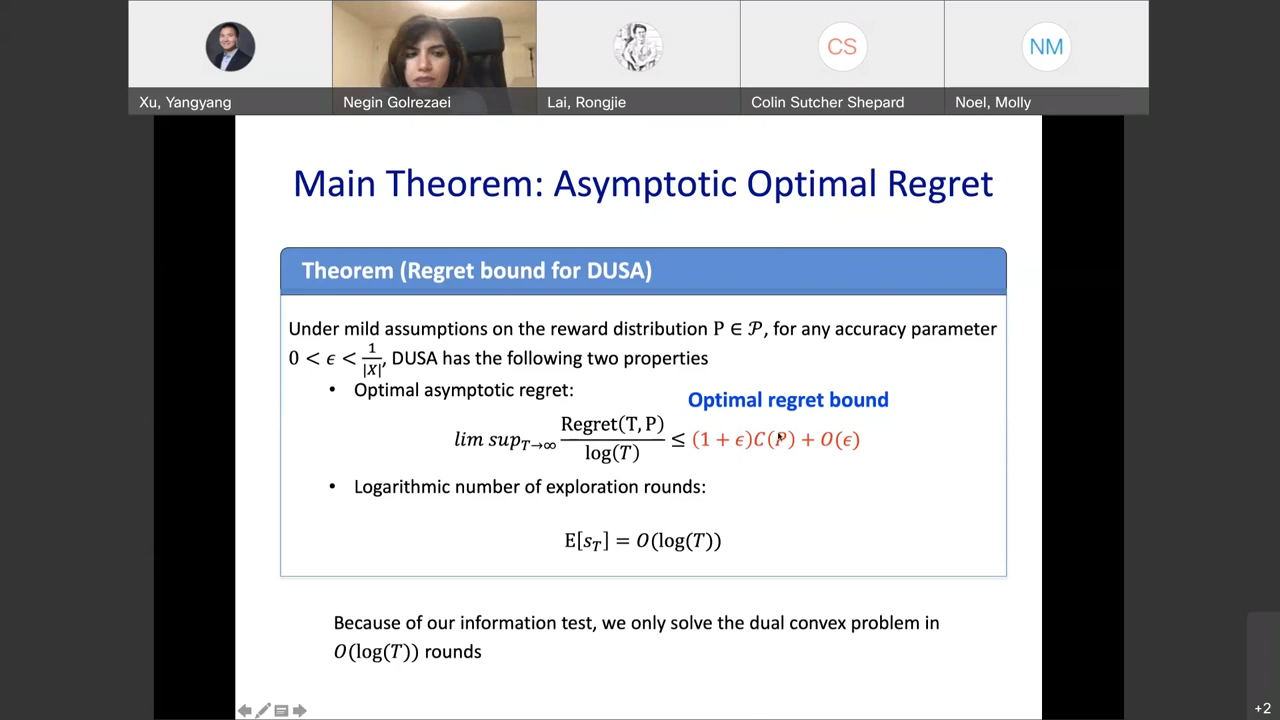 CS
NM
Xu, Yangyang
Negin Golrezaei
Lai, Rongjie
Colin Sutcher Shepard
Noel, Molly
Main Theorem: Asymptotic Optimal Regret
Theorem (Regret bound for DUSA)
Under mild assumptions on the reward distribution P ∈ 𝒫, for any accuracy parameter
0 < ϵ < 1/|X|, DUSA has the following two properties
• Optimal asymptotic regret:
Optimal regret bound
lim sup_{T→∞} Regret(T, P)/log(T) ≤ (1 + ϵ)C(P) + O(ϵ)
• Logarithmic number of exploration rounds:
E[s_T] = O(log(T))
Because of our information test, we only solve the dual convex problem in
O(log(T)) rounds
+2